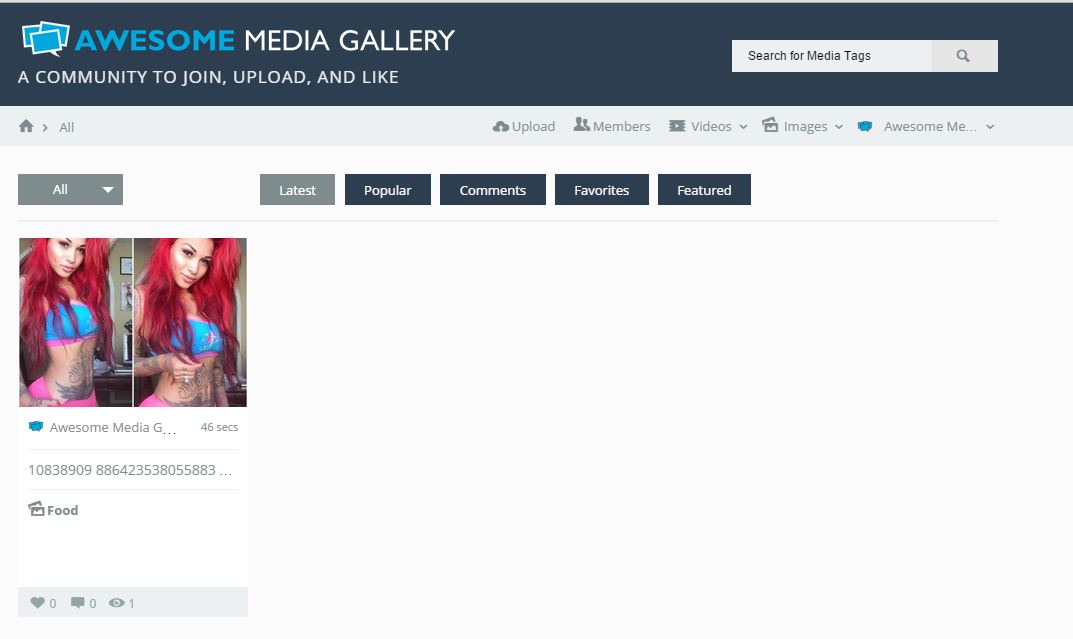 AWESOME MEDIA GALLERY
A COMMUNITY TO JOIN, UPLOAD, AND LIKE
Search for Media Tags
All
Upload
Members
Videos
Images
Awesome Me...
All
Latest
Popular
Comments
Favorites
Featured
Awesome Media G... 46 secs
10838909 886423538055883 ...
Food
0 0 1